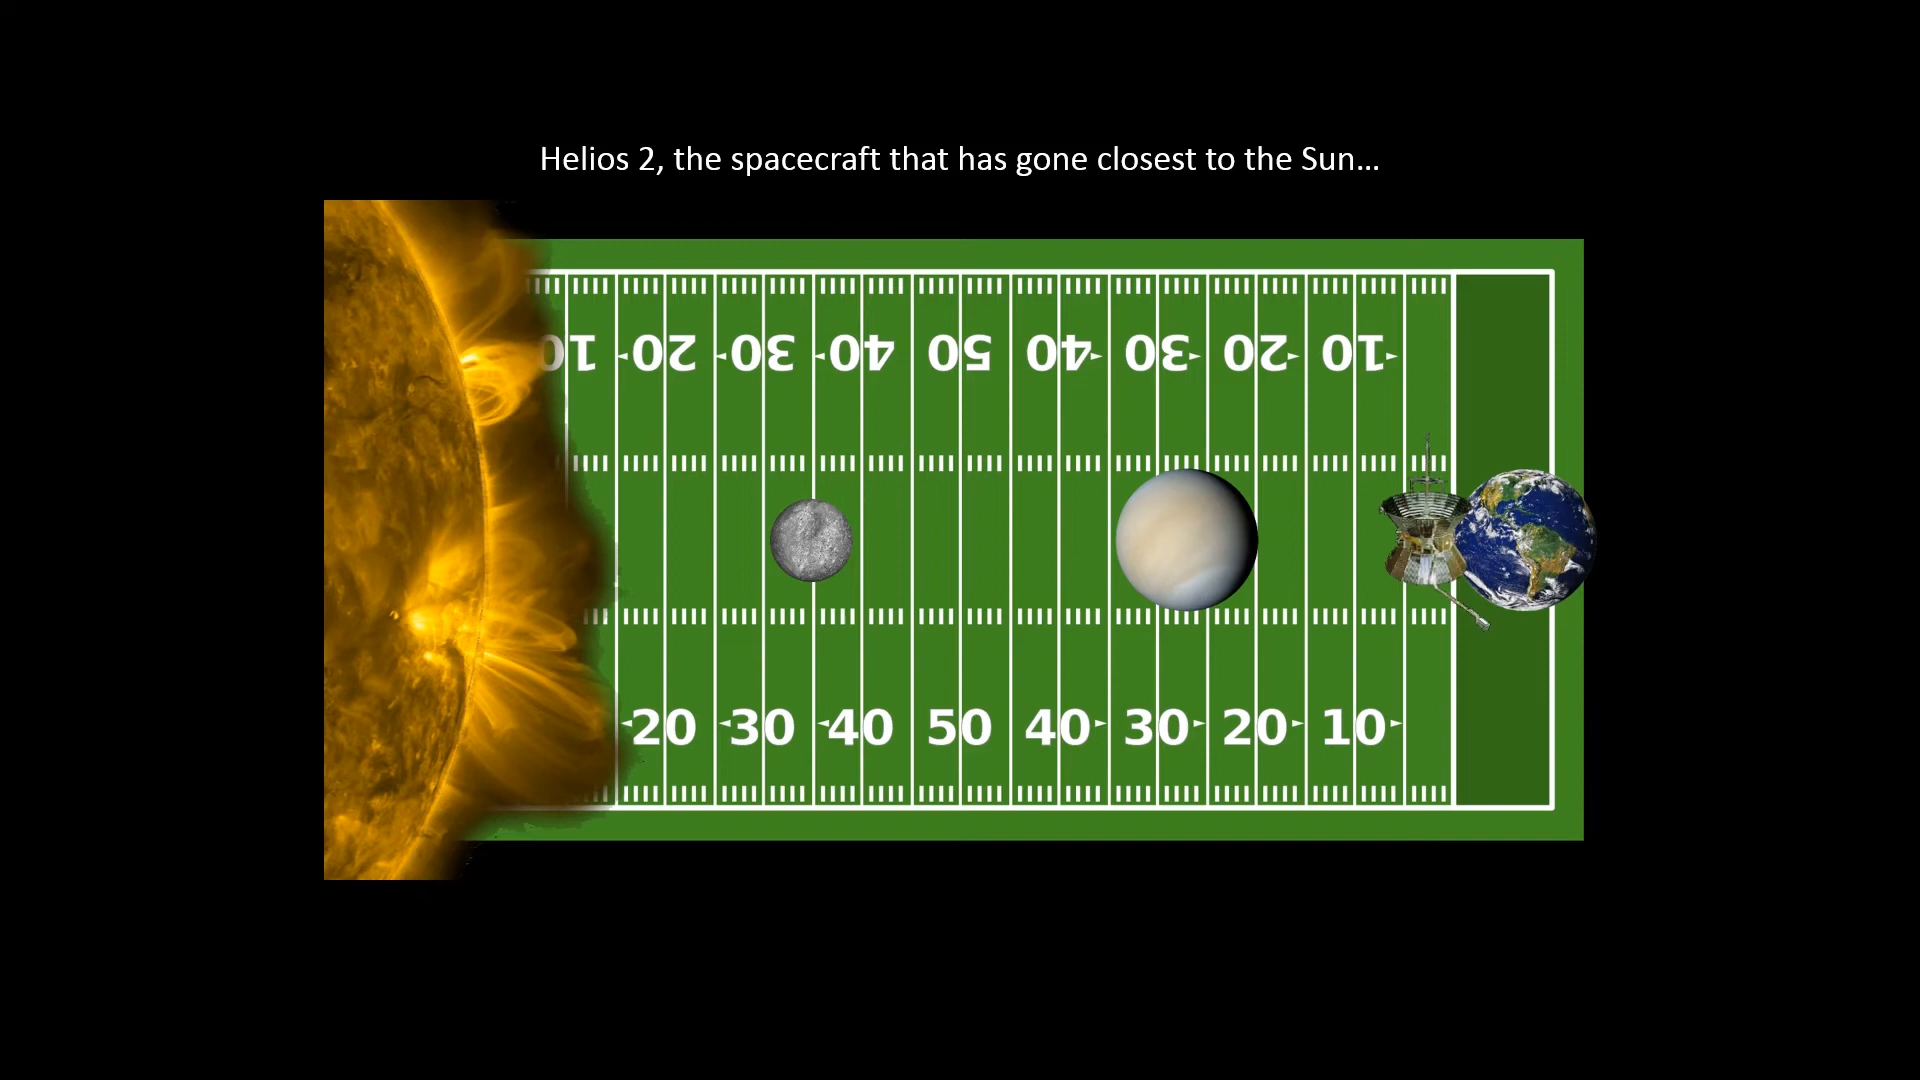 Helios 2, the spacecraft that has gone closest to the Sun...
10 20 30 40 50 40 30 20 10
20 30 40 50 40 30 20 10